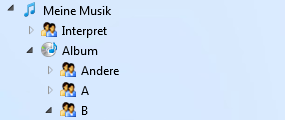 Meine Musik
Interpret
Album
Andere
A
B